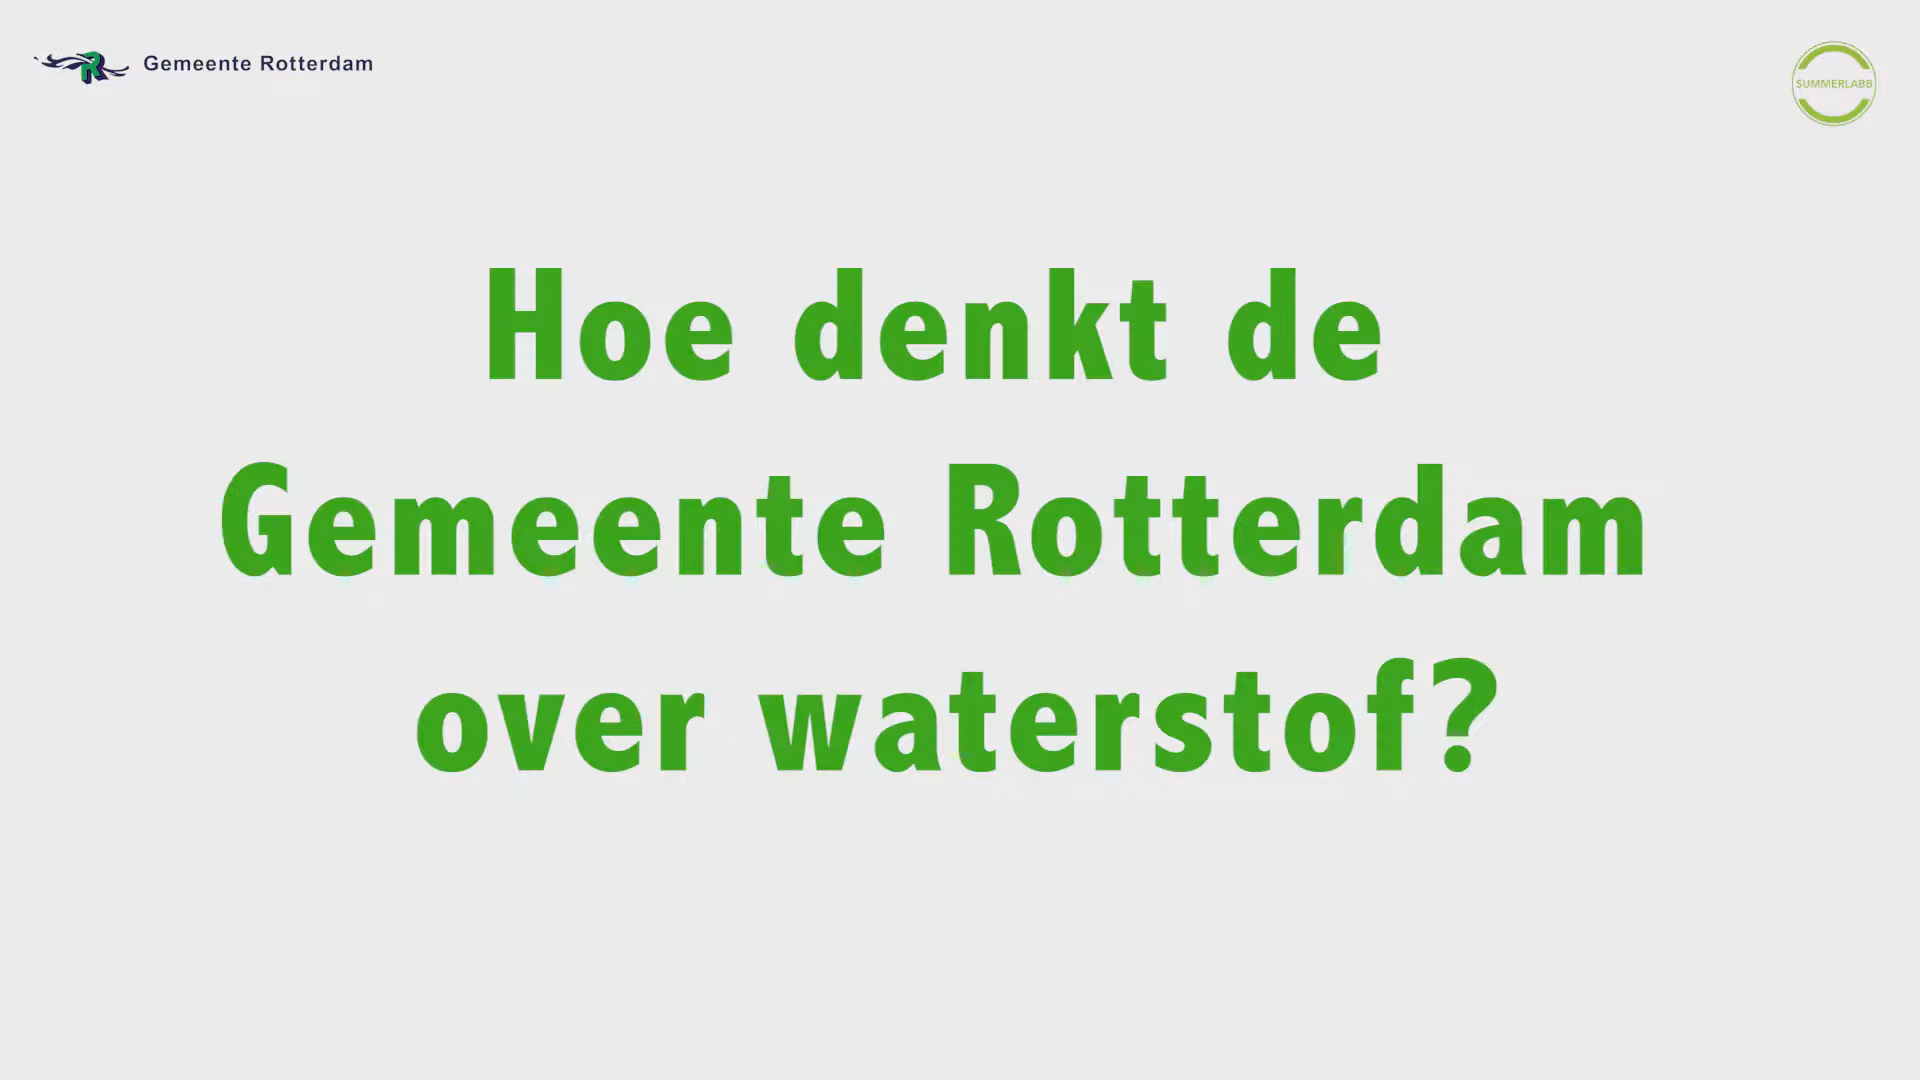 Gemeente Rotterdam
SUMMERLABB
Hoe denkt de
Gemeente Rotterdam
over waterstof?